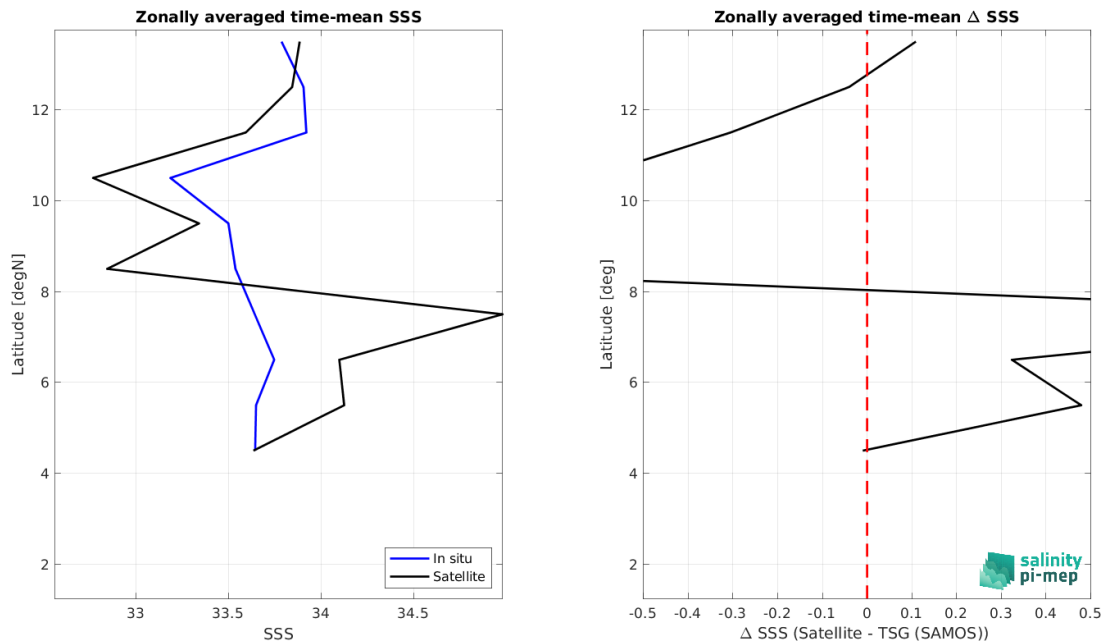 Zonally averaged time-mean SSS
12
10
8
6
4
2
Latitude [degN]
33
33.5
34
34.5
SSS
In situ
Satellite
Zonally averaged time-mean Δ SSS
12
10
8
6
4
2
Latitude [deg]
-0.5
-0.4
-0.3
-0.2
-0.1
0
0.1
0.2
0.3
0.4
0.5
Δ SSS (Satellite - TSG (SAMOS))
salinity
pi-mep